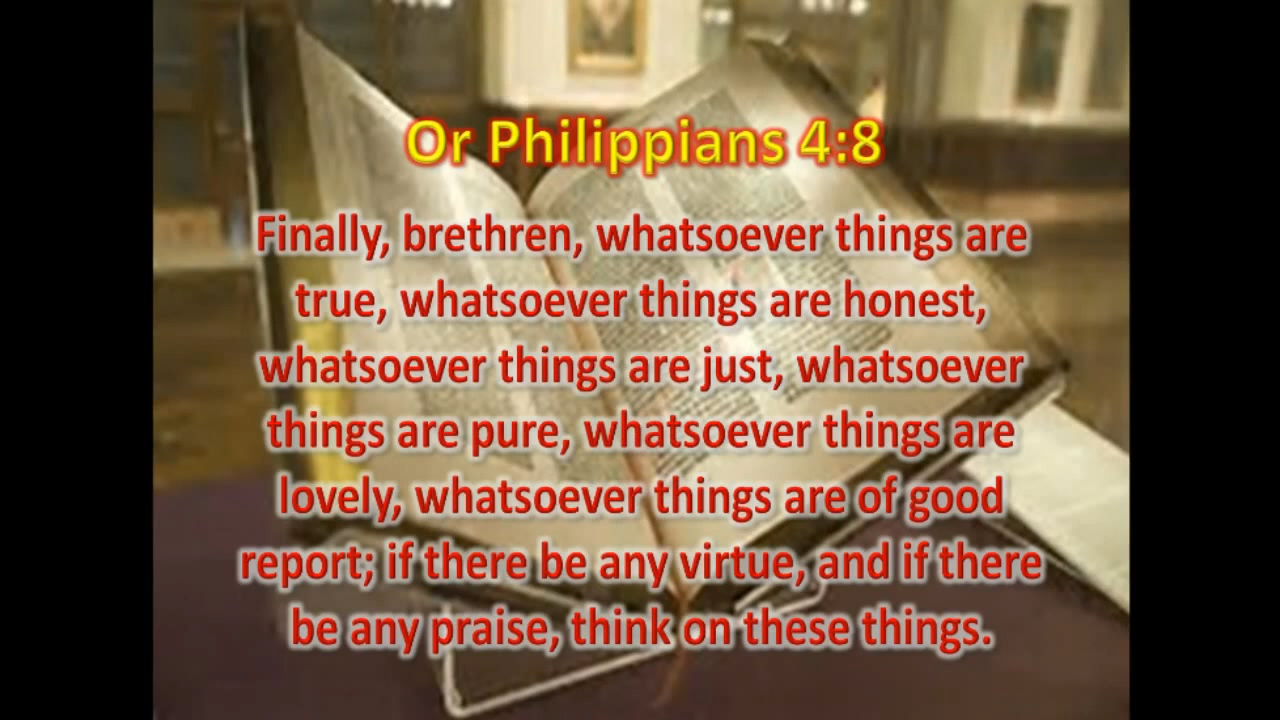 Or Philippians 4:8
Finally, brethren, whatsoever things are
true, whatsoever things are honest,
whatsoever things are just, whatsoever
things are pure, whatsoever things are
lovely, whatsoever things are of good
report; if there be any virtue, and if there
be any praise, think on these things.